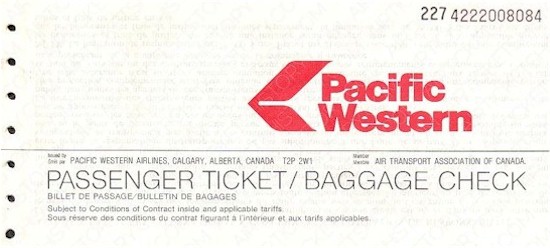 227 4222008084
Pacific
Western
Issued by
Émis par
PACIFIC WESTERN AIRLINES, CALGARY, ALBERTA, CANADA T2P 2W1
Member
Membre
AIR TRANSPORT ASSOCIATION OF CANADA.
PASSENGER TICKET/BAGGAGE CHECK
BILLET DE PASSAGE/BULLETIN DE BAGAGES
Subject to Conditions of Contract inside and applicable tariffs.
Sous réserve des conditions du contrat figurant à l'intérieur et aux tarifs applicables.